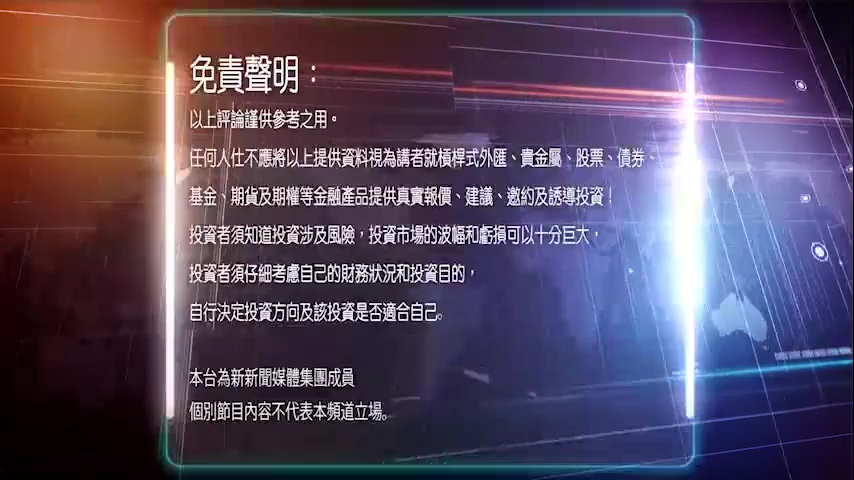 免責聲明：
以上評論謹供參考之用。
任何人仕不應將以上提供資料視為講者就槓桿式外匯、貴金屬、股票、債券、
基金、期貨及期權等金融產品提供真實報價、建議、邀約及誘導投資！
投資者須知道投資涉及風險，投資市場的波幅和虧損可以十分巨大，
投資者須仔細考慮自己的財務狀況和投資目的，
自行決定投資方向及該投資是否適合自己。
本台為新新聞媒體集團成員
個別節目內容不代表本頻道立場。